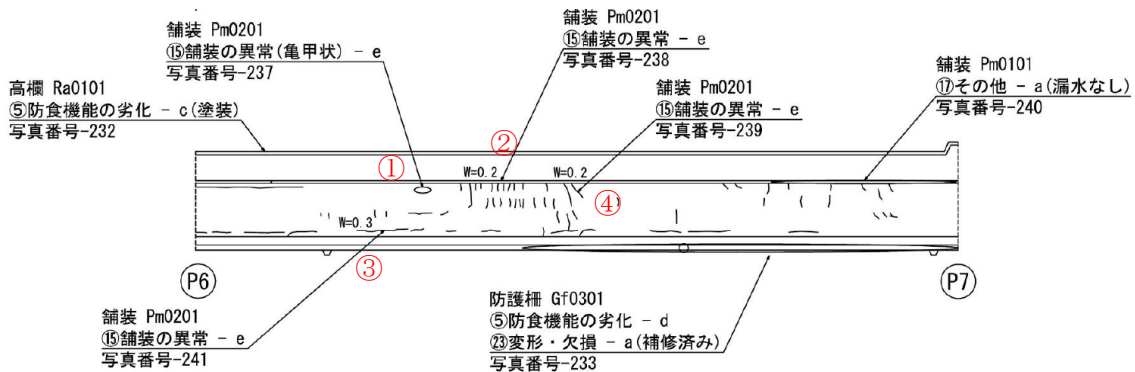 舗装 Pm0201
⑮舗装の異常(亀甲状) - e
写真番号-237
舗装 Pm0201
⑮舗装の異常 - e
写真番号-238
高欄 Ra0101
⑤防食機能の劣化 - c(塗装)
写真番号-232
舗装 Pm0201
⑮舗装の異常 - e
写真番号-239
舗装 Pm0101
⑰その他 - a(漏水なし)
写真番号-240
①
②
W=0.2
W=0.2
④
W=0.3
③
P6
P7
舗装 Pm0201
⑮舗装の異常 - e
写真番号-241
防護柵 Gf0301
⑤防食機能の劣化 - d
㉓変形・欠損 - a(補修済み)
写真番号-233